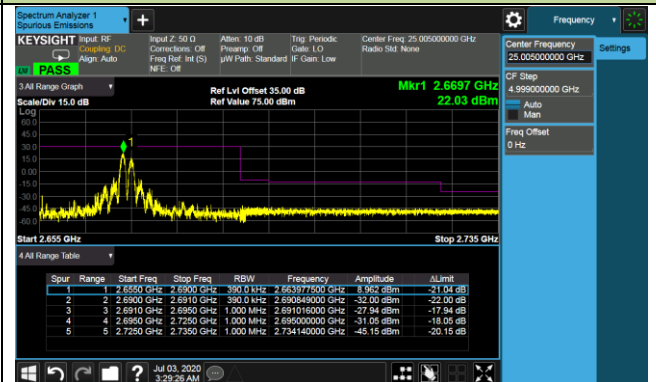 Spectrum Analyzer 1
Spurious Emissions
+
Frequency
KEYSIGHT
Input: RF
Coupling: DC
Align: Auto
Input Z: 50 Ω
Corrections: Off
Freq Ref: Int (S)
NFE: Off
Atten: 10 dB
Preamp: Off
µW Path: Standard
Trig: Periodic
Gate: LO
IF Gain: Low
Center Freq: 25.005000000 GHz
Radio Std: None
PASS
3 All Range Graph
Scale/Div 15.0 dB
Ref Lvl Offset 35.00 dB
Ref Value 75.00 dBm
Mkr1 2.6697 GHz
22.03 dBm
Log
60.0
45.0
30.0
15.0
0.00
-15.0
-30.0
-45.0
-60.0
1
Start 2.655 GHz
Stop 2.735 GHz
4 All Range Table
Spur Range Start Freq Stop Freq RBW Frequency Amplitude ΔLimit
1 1 2.6550 GHz 2.6900 GHz 390.0 kHz 2.663977500 GHz 8.962 dBm -21.04 dB
2 2 2.6900 GHz 2.6910 GHz 390.0 kHz 2.690849000 GHz -32.00 dBm -22.00 dB
3 3 2.6910 GHz 2.6950 GHz 1.000 MHz 2.691016000 GHz -27.94 dBm -17.94 dB
4 4 2.6950 GHz 2.7250 GHz 1.000 MHz 2.695000000 GHz -31.05 dBm -18.05 dB
5 5 2.7250 GHz 2.7350 GHz 1.000 MHz 2.734140000 GHz -45.15 dBm -20.15 dB
Jul 03, 2020
3:29:26 AM
?
Center Frequency
25.005000000 GHz
Settings
CF Step
4.999000000 GHz
Auto
Man
Freq Offset
0 Hz